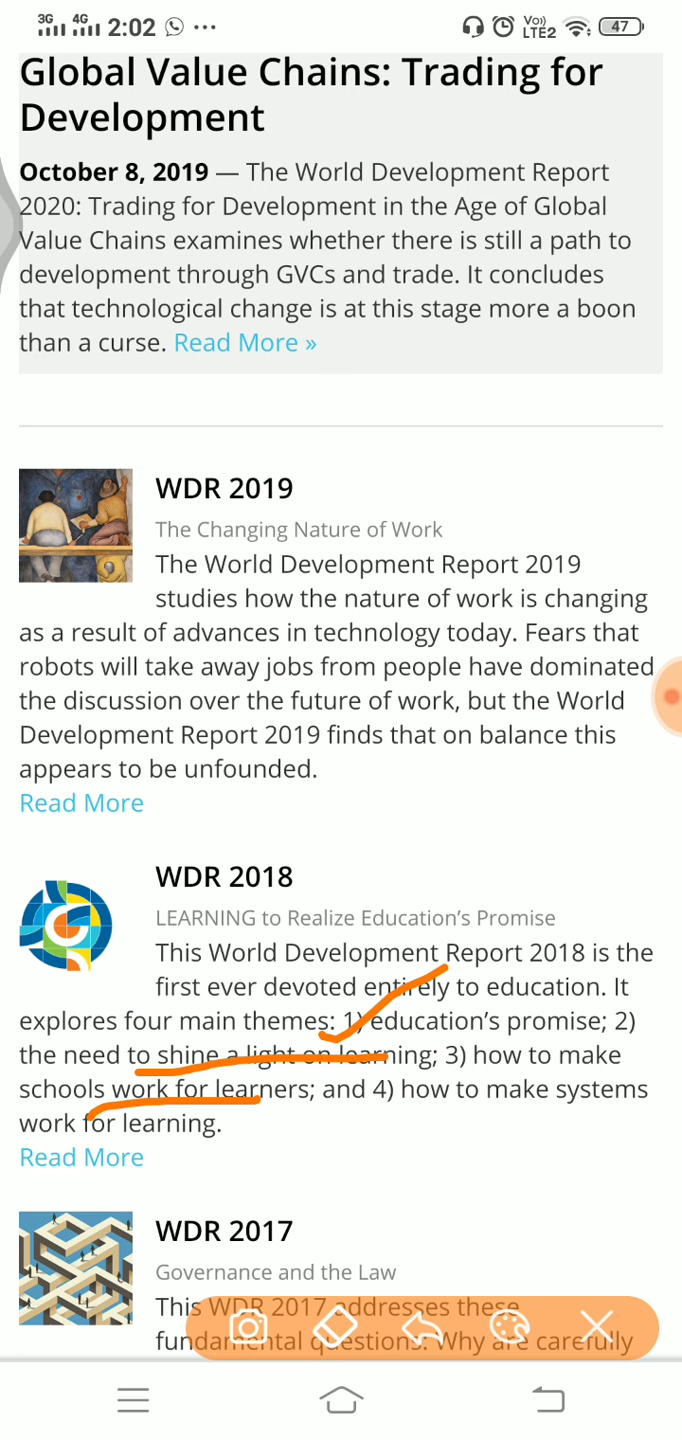 3G 4G 2:02 ... Vo)) LTE2 47
Global Value Chains: Trading for
Development
October 8, 2019 — The World Development Report
2020: Trading for Development in the Age of Global
Value Chains examines whether there is still a path to
development through GVCs and trade. It concludes
that technological change is at this stage more a boon
than a curse. Read More »
WDR 2019
The Changing Nature of Work
The World Development Report 2019
studies how the nature of work is changing
as a result of advances in technology today. Fears that
robots will take away jobs from people have dominated
the discussion over the future of work, but the World
Development Report 2019 finds that on balance this
appears to be unfounded.
Read More
WDR 2018
LEARNING to Realize Education’s Promise
This World Development Report 2018 is the
first ever devoted entirely to education. It
explores four main themes: 1) education’s promise; 2)
the need to shine a light on learning; 3) how to make
schools work for learners; and 4) how to make systems
work for learning.
Read More
WDR 2017
Governance and the Law
This WDR 2017 addresses these
fundamental questions: Why are carefully